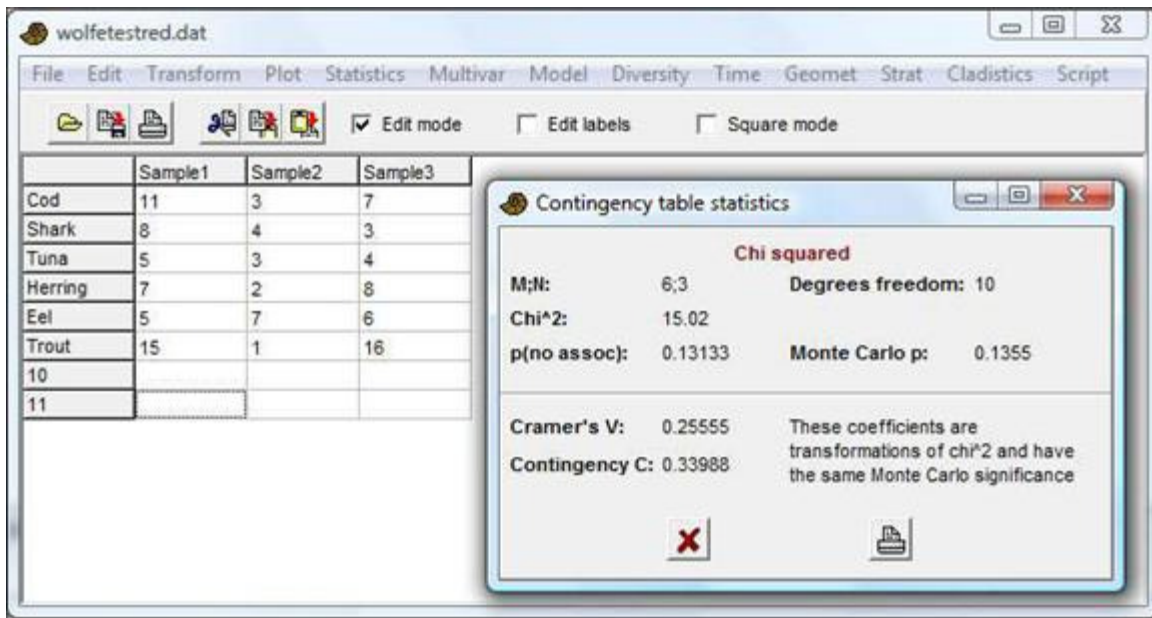 wolfetestred.dat
File Edit Transform Plot Statistics Multivar Model Diversity Time Geomet Strat Cladistics Script
Edit mode Edit labels Square mode
Sample1 Sample2 Sample3
Cod 11 3 7
Shark 8 4 3
Tuna 5 3 4
Herring 7 2 8
Eel 5 7 6
Trout 15 1 16
10
11
Contingency table statistics
Chi squared
M;N: 6;3 Degrees freedom: 10
Chi^2: 15.02
p(no assoc): 0.13133 Monte Carlo p: 0.1355
Cramer's V: 0.25555
Contingency C: 0.33988
These coefficients are
transformations of chi^2 and have
the same Monte Carlo significance